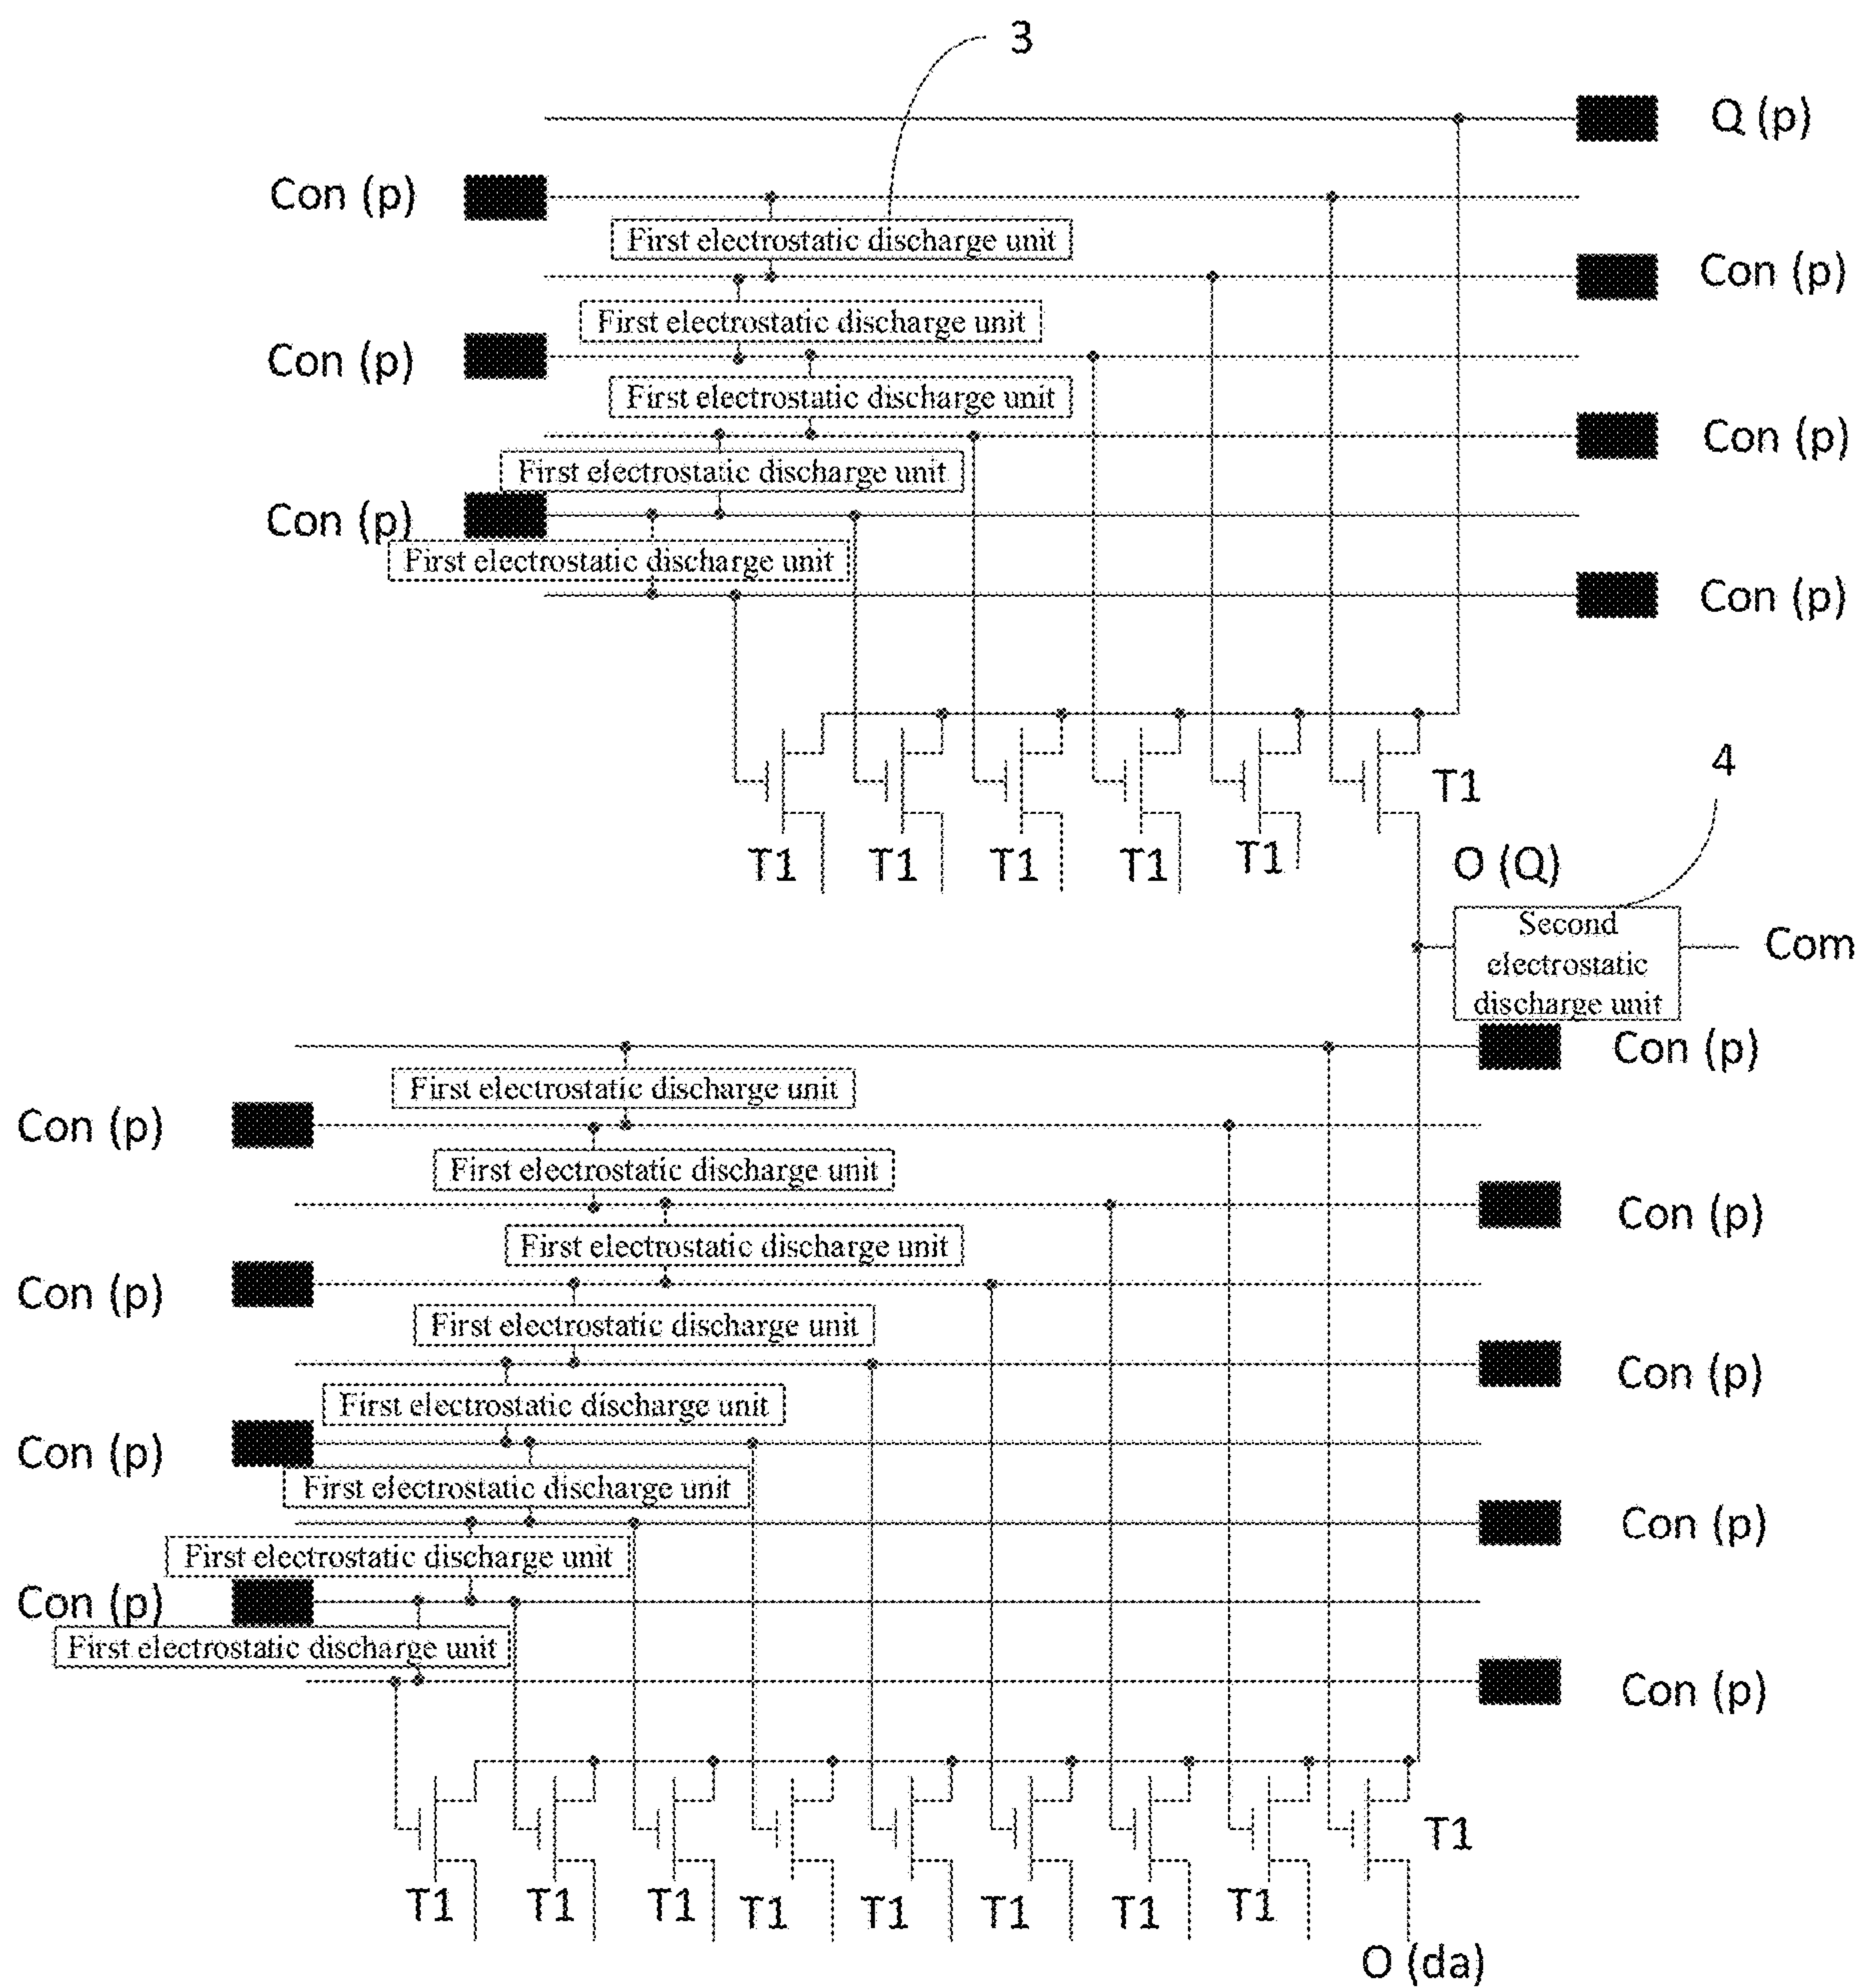 3
Q (p)
Con (p)
First electrostatic discharge unit
Con (p)
First electrostatic discharge unit
Con (p)
First electrostatic discharge unit
Con (p)
First electrostatic discharge unit
Con (p)
First electrostatic discharge unit
Con (p)
4
T1
T1
T1
T1
T1
T1
O (Q)
Second
electrostatic
discharge unit
Com
Con (p)
First electrostatic discharge unit
Con (p)
First electrostatic discharge unit
Con (p)
First electrostatic discharge unit
Con (p)
First electrostatic discharge unit
Con (p)
First electrostatic discharge unit
Con (p)
First electrostatic discharge unit
Con (p)
First electrostatic discharge unit
Con (p)
First electrostatic discharge unit
Con (p)
T1
T1
T1
T1
T1
T1
T1
T1
T1
O (da)